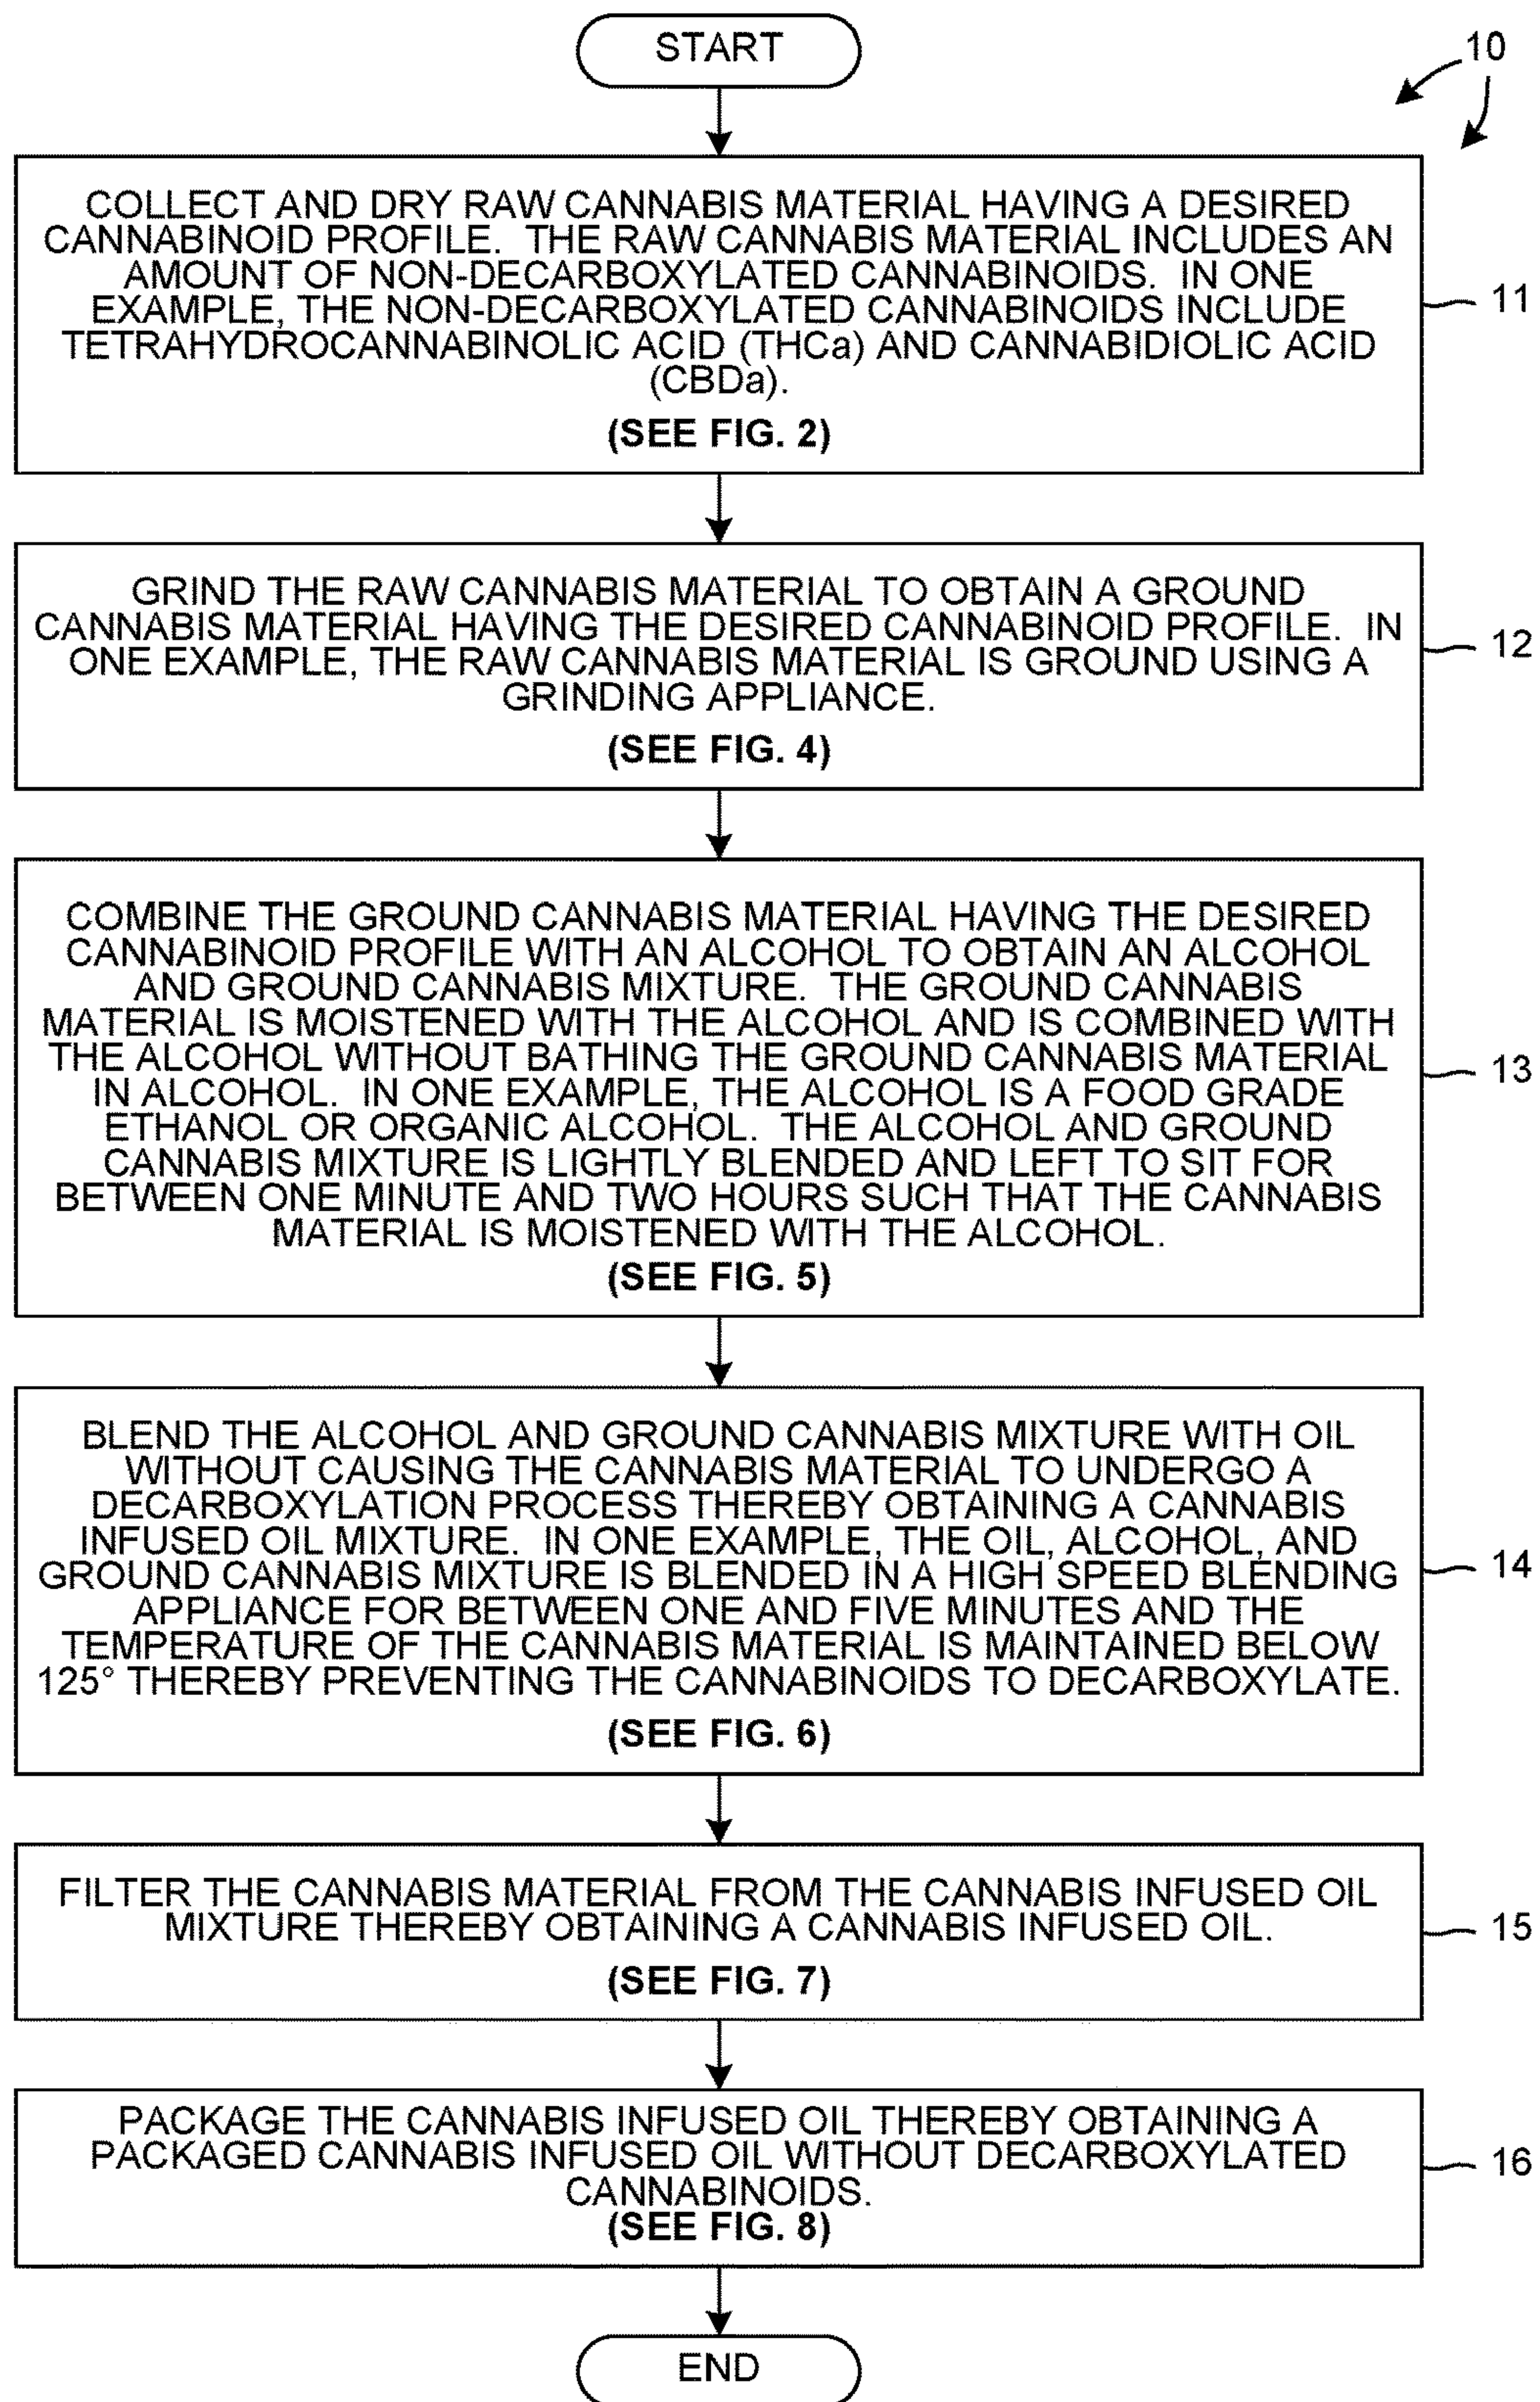 START
10
COLLECT AND DRY RAW CANNABIS MATERIAL HAVING A DESIRED
CANNABINOID PROFILE. THE RAW CANNABIS MATERIAL INCLUDES AN
AMOUNT OF NON-DECARBOXYLATED CANNABINOIDS. IN ONE
EXAMPLE, THE NON-DECARBOXYLATED CANNABINOIDS INCLUDE
TETRAHYDROCANNABINOLIC ACID (THCa) AND CANNABIDIOLIC ACID
(CBDa).
(SEE FIG. 2)
11
GRIND THE RAW CANNABIS MATERIAL TO OBTAIN A GROUND
CANNABIS MATERIAL HAVING THE DESIRED CANNABINOID PROFILE. IN
ONE EXAMPLE, THE RAW CANNABIS MATERIAL IS GROUND USING A
GRINDING APPLIANCE.
(SEE FIG. 4)
12
COMBINE THE GROUND CANNABIS MATERIAL HAVING THE DESIRED
CANNABINOID PROFILE WITH AN ALCOHOL TO OBTAIN AN ALCOHOL
AND GROUND CANNABIS MIXTURE. THE GROUND CANNABIS
MATERIAL IS MOISTENED WITH THE ALCOHOL AND IS COMBINED WITH
THE ALCOHOL WITHOUT BATHING THE GROUND CANNABIS MATERIAL
IN ALCOHOL. IN ONE EXAMPLE, THE ALCOHOL IS A FOOD GRADE
ETHANOL OR ORGANIC ALCOHOL. THE ALCOHOL AND GROUND
CANNABIS MIXTURE IS LIGHTLY BLENDED AND LEFT TO SIT FOR
BETWEEN ONE MINUTE AND TWO HOURS SUCH THAT THE CANNABIS
MATERIAL IS MOISTENED WITH THE ALCOHOL.
(SEE FIG. 5)
13
BLEND THE ALCOHOL AND GROUND CANNABIS MIXTURE WITH OIL
WITHOUT CAUSING THE CANNABIS MATERIAL TO UNDERGO A
DECARBOXYLATION PROCESS THEREBY OBTAINING A CANNABIS
INFUSED OIL MIXTURE. IN ONE EXAMPLE, THE OIL, ALCOHOL, AND
GROUND CANNABIS MIXTURE IS BLENDED IN A HIGH SPEED BLENDING
APPLIANCE FOR BETWEEN ONE AND FIVE MINUTES AND THE
TEMPERATURE OF THE CANNABIS MATERIAL IS MAINTAINED BELOW
125° THEREBY PREVENTING THE CANNABINOIDS TO DECARBOXYLATE.
(SEE FIG. 6)
14
FILTER THE CANNABIS MATERIAL FROM THE CANNABIS INFUSED OIL
MIXTURE THEREBY OBTAINING A CANNABIS INFUSED OIL.
(SEE FIG. 7)
15
PACKAGE THE CANNABIS INFUSED OIL THEREBY OBTAINING A
PACKAGED CANNABIS INFUSED OIL WITHOUT DECARBOXYLATED
CANNABINOIDS.
(SEE FIG. 8)
16
END